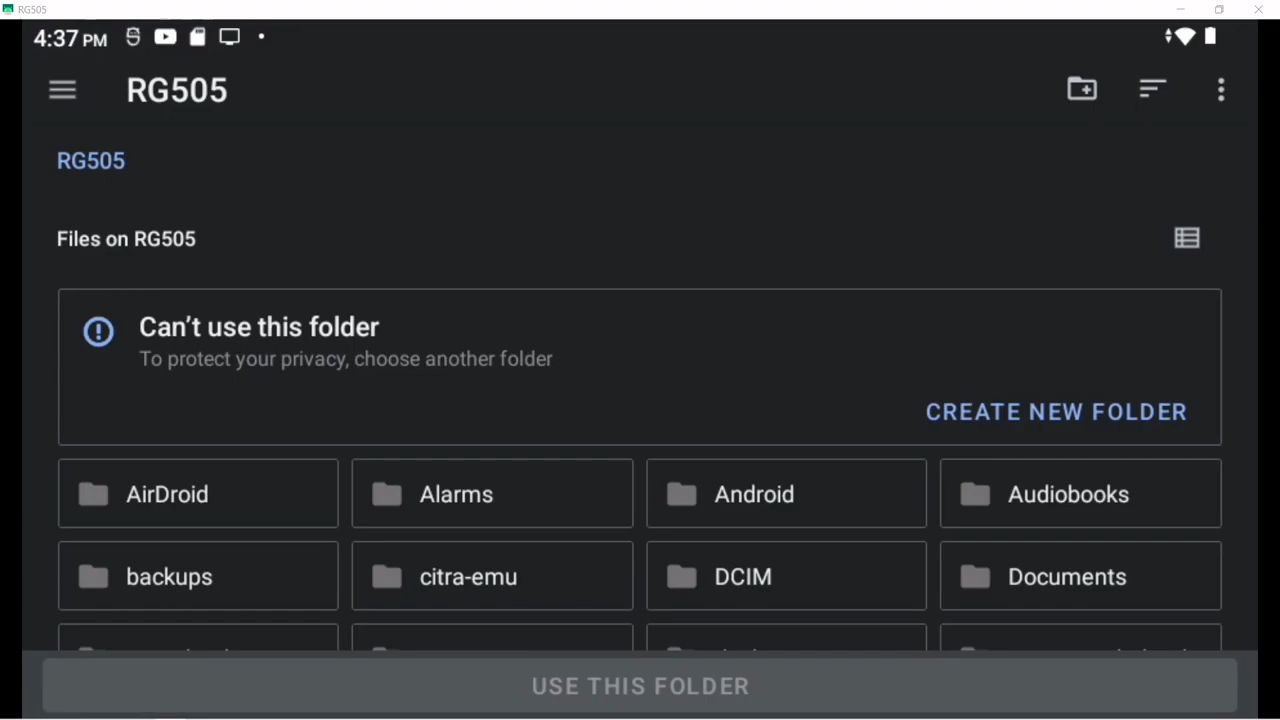 RG505
4:37 PM
RG505
RG505
Files on RG505
Can’t use this folder
To protect your privacy, choose another folder
CREATE NEW FOLDER
AirDroid
Alarms
Android
Audiobooks
backups
citra-emu
DCIM
Documents
USE THIS FOLDER